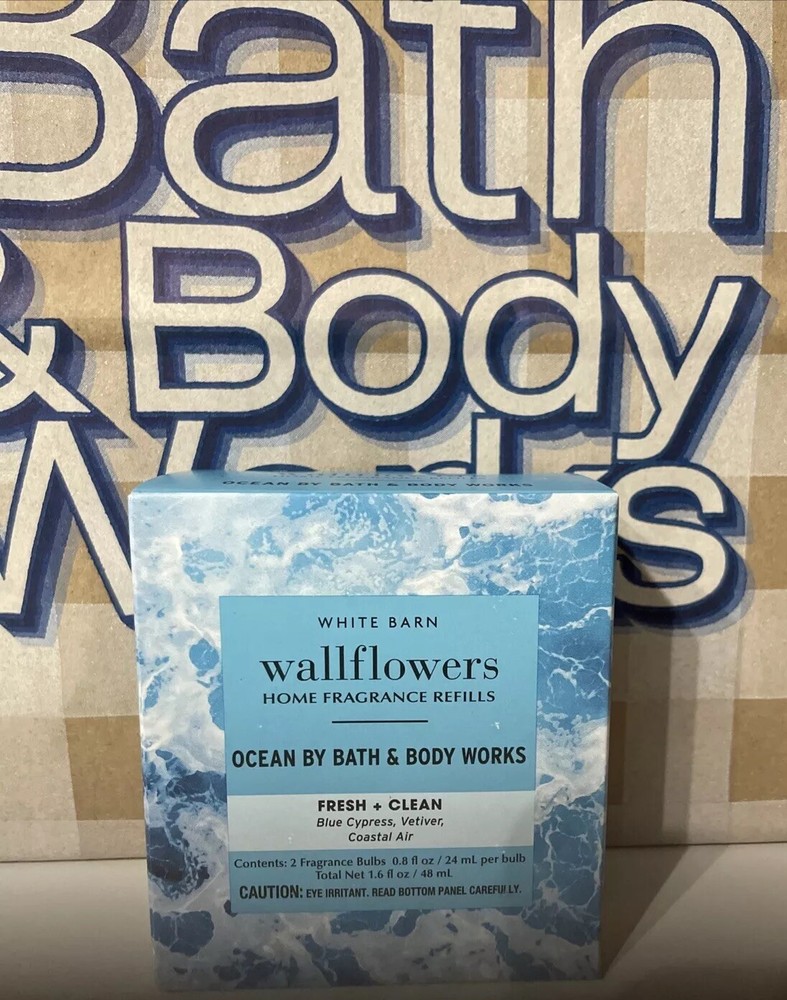 Bath
& Body
Works
OCEAN BY BATH & BODY WORKS
WHITE BARN
wallflowers
HOME FRAGRANCE REFILLS
OCEAN BY BATH & BODY WORKS
FRESH + CLEAN
Blue Cypress, Vetiver,
Coastal Air
Contents: 2 Fragrance Bulbs 0.8 fl oz / 24 mL per bulb
Total Net 1.6 fl oz / 48 mL
CAUTION: EYE IRRITANT. READ BOTTOM PANEL CAREFULLY.